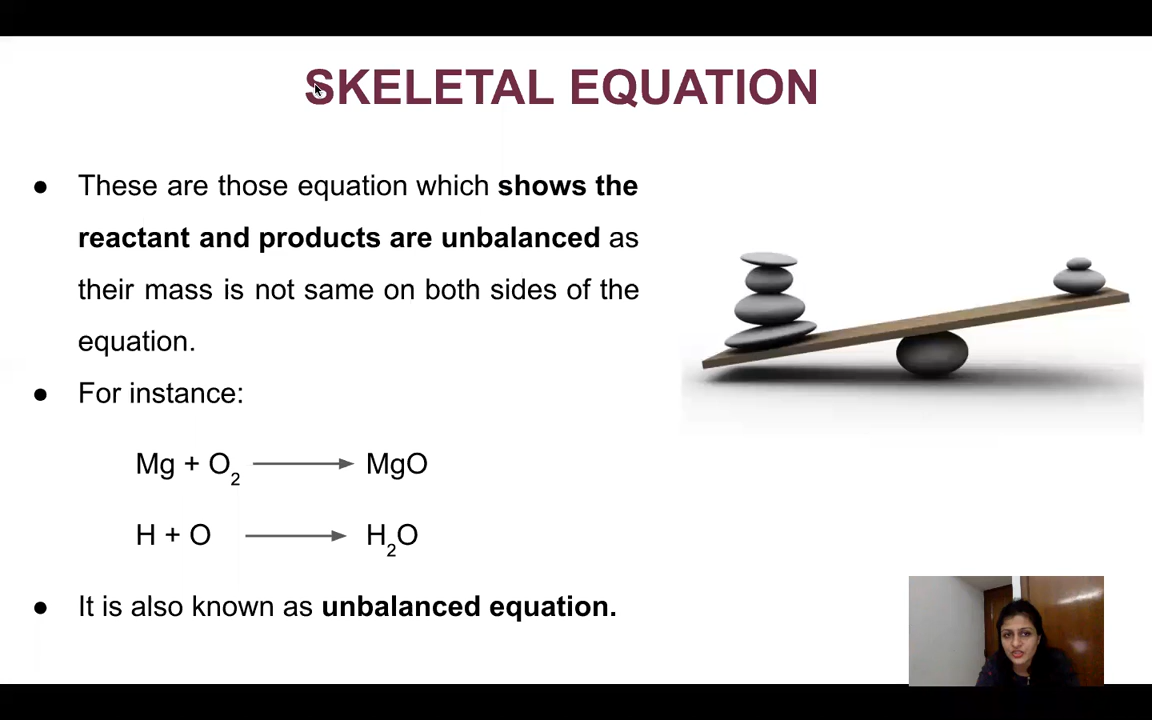 SKELETAL EQUATION
● These are those equation which shows the
reactant and products are unbalanced as
their mass is not same on both sides of the
equation.
● For instance:
Mg + O₂ ⟶ MgO
H + O ⟶ H₂O
● It is also known as unbalanced equation.